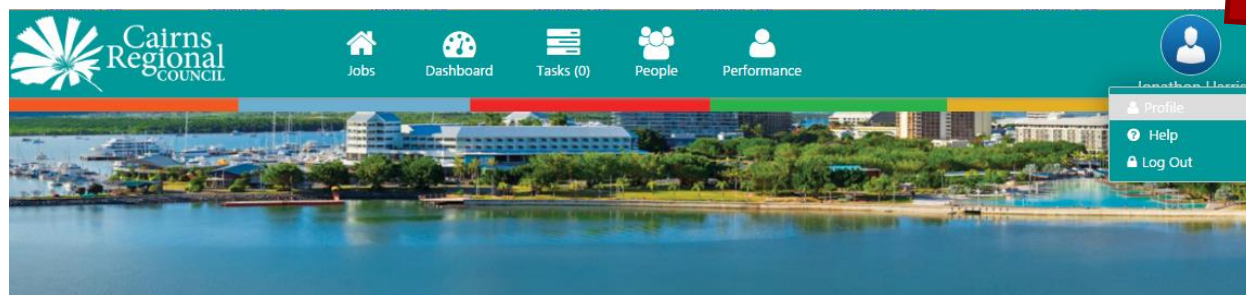 Cairns
Regional
COUNCIL
Jobs
Dashboard
Tasks (0)
People
Performance
Profile
Help
Log Out